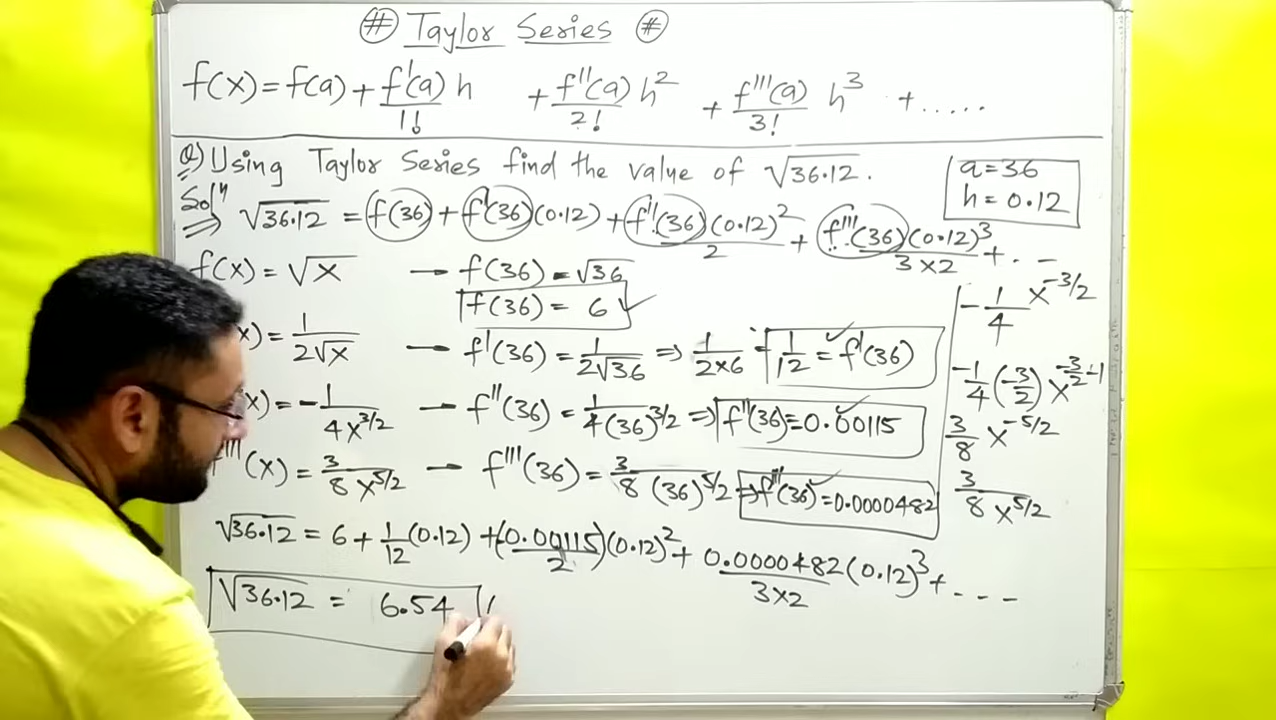 # Taylor Series #
f(x) = f(a) + f'(a)/1! h + f''(a)/2! h² + f'''(a)/3! h³ + .....
Q) Using Taylor Series find the value of √36.12.
a=36
h = 0.12
Solⁿ ⇒ √36.12 = f(36) + f'(36)(0.12) + f''(36)(0.12)²/2 + f'''(36)(0.12)³/3×2 + . . –
f(x) = √x → f(36) = √36
f(36) = 6 ✓
x) = 1/2√x → f'(36) = 1/2√36 ⇒ 1/2×6 = 1/12 = f'(36)
x) = -1/4x^3/2 → f''(36) = 1/4(36)^3/2 ⇒ f''(36) = 0.00115
f'''(x) = 3/8x^5/2 → f'''(36) = 3/8(36)^5/2 ⇒ f'''(36) = 0.0000482
-1/4 x^-3/2
-1/4 (-3/2) x^-3/2-1
3/8 x^-5/2
3/8x^5/2
√36.12 = 6 + 1/12 (0.12) + (-0.00115)/2 (0.12)² + 0.0000482(0.12)³/3×2 + - - -
√36.12 = 6.54